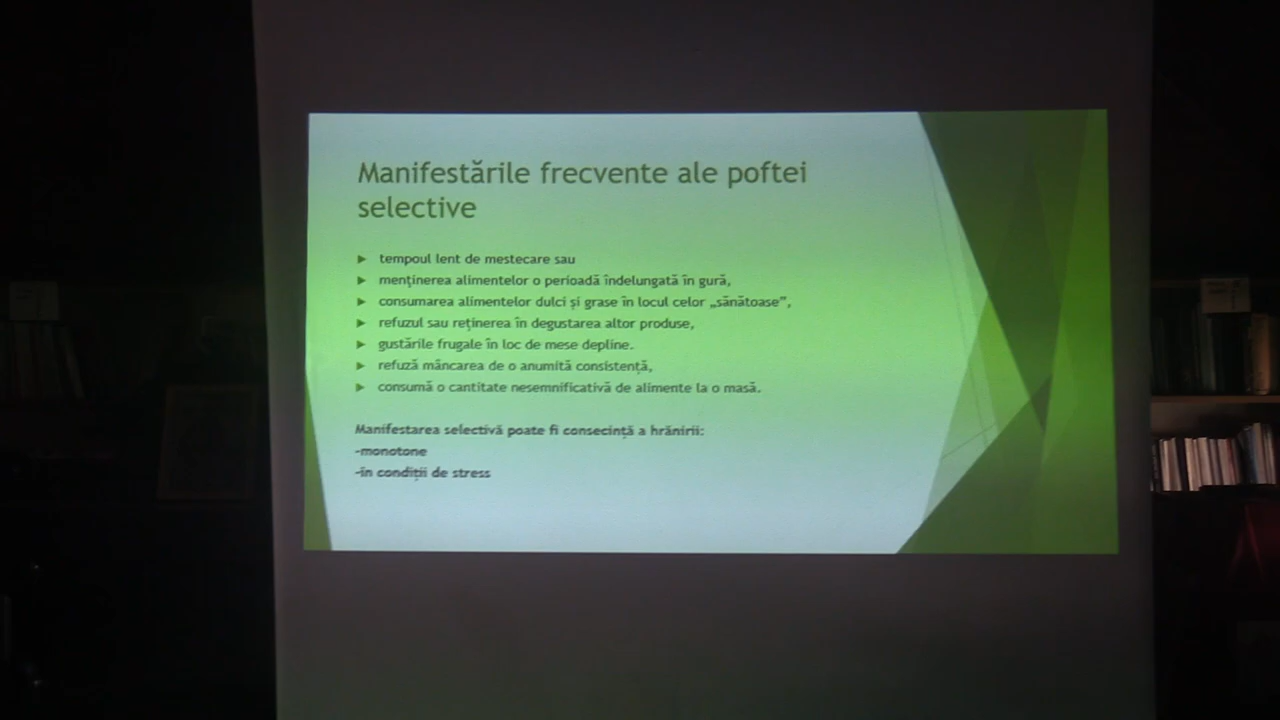 Manifestările frecvente ale poftei
selective
tempoul lent de mestecare sau
menținerea alimentelor o perioadă îndelungată în gură,
consumarea alimentelor dulci și grase în locul celor „sănătoase”,
refuzul sau reținerea în degustarea altor produse,
gustările frugale în loc de mese depline.
refuză mâncarea de o anumită consistență,
consumă o cantitate nesemnificativă de alimente la o masă.
Manifestarea selectivă poate fi consecință a hrănirii:
-monotone
-in condiții de stress